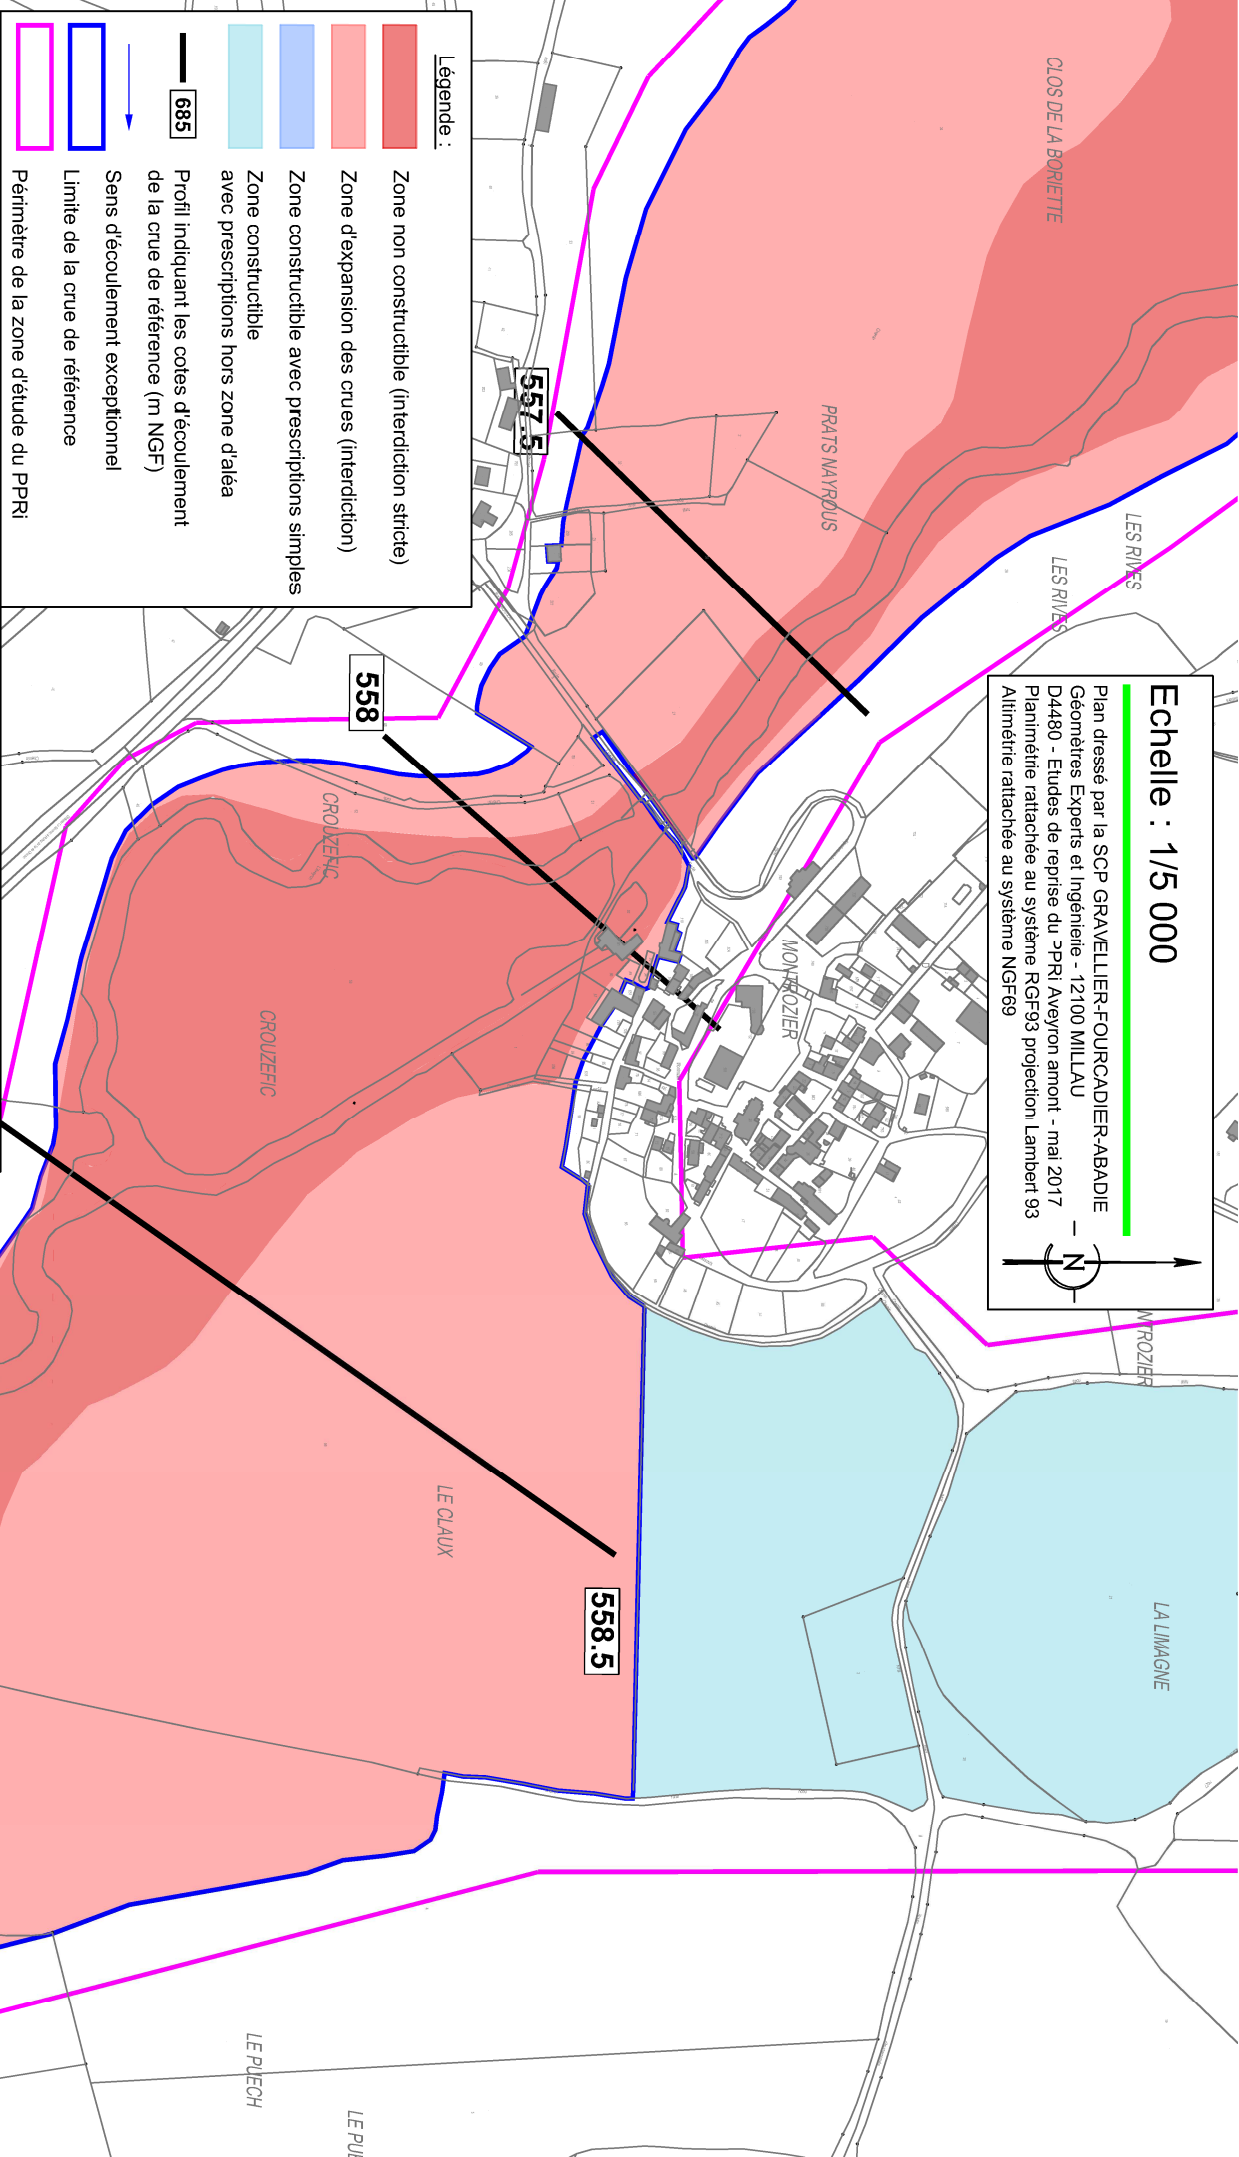 Echelle : 1/5 000
Plan dressé par la SCP GRAVELLIER-FOURCADIER-ABADIE
Géomètres Experts et Ingénierie - 12100 MILLAU
D4480 - Etudes de reprise du PPRi Aveyron amont - mai 2017
Planimétrie rattachée au système RGF93 projection Lambert 93
Altimétrie rattachée au système NGF69
N
CLOS DE LA BORIETTE
LES RIVES
LES RIVES
PRATS NAYROUS
MONTROZIER
NTROZIER
LA LIMAGNE
557.5
558
558.5
CROUZEFIC
CROUZEFIC
LE CLAUX
LE PUECH
LE PUE
Légende :
Zone non constructible (interdiction stricte)
Zone d'expansion des crues (interdiction)
Zone constructible avec prescriptions simples
Zone constructible
avec prescriptions hors zone d'aléa
685
Profil indiquant les cotes d'écoulement
de la crue de référence (m NGF)
Sens d'écoulement exceptionnel
Limite de la crue de référence
Périmètre de la zone d'étude du PPRi